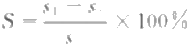 S = (s₁ − s.) / s × 100%